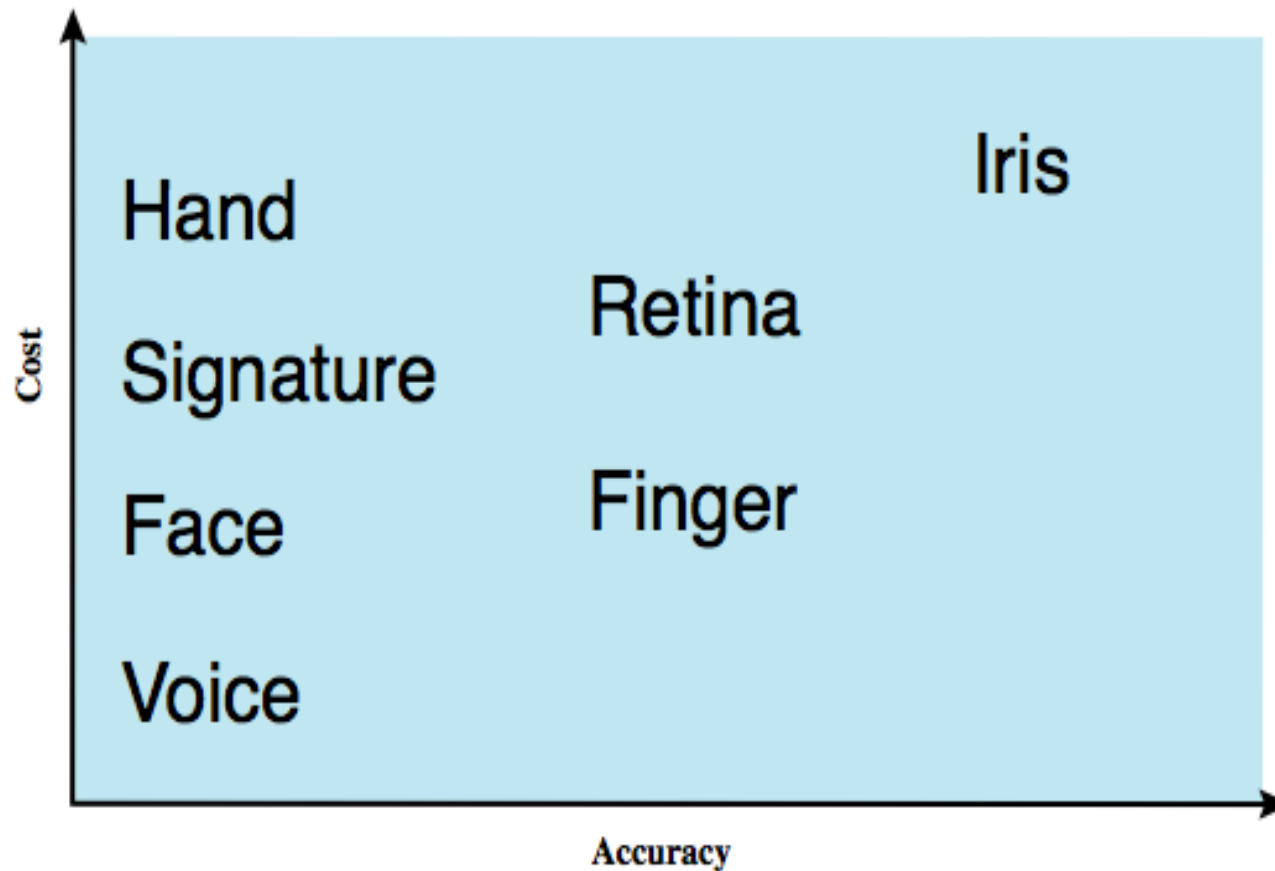 Iris
Hand
Retina
Signature
Finger
Face
Voice
Cost
Accuracy